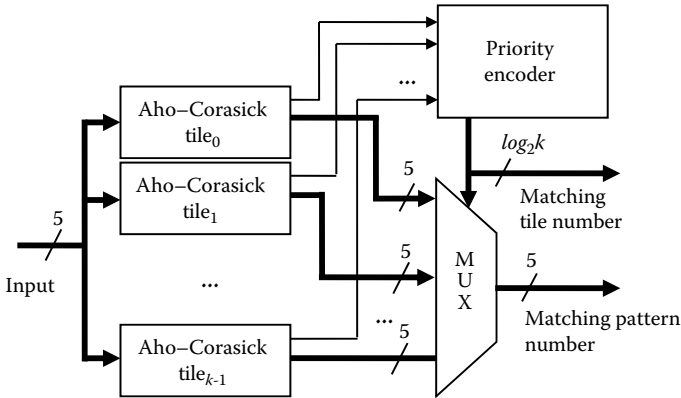 Priority
encoder
...
Aho–Corasick
tile0
log2k
5
Matching
tile number
Aho–Corasick
tile1
5
5
M
U
X
5
Input
...
...
5
Matching pattern
number
Aho–Corasick
tilek-1